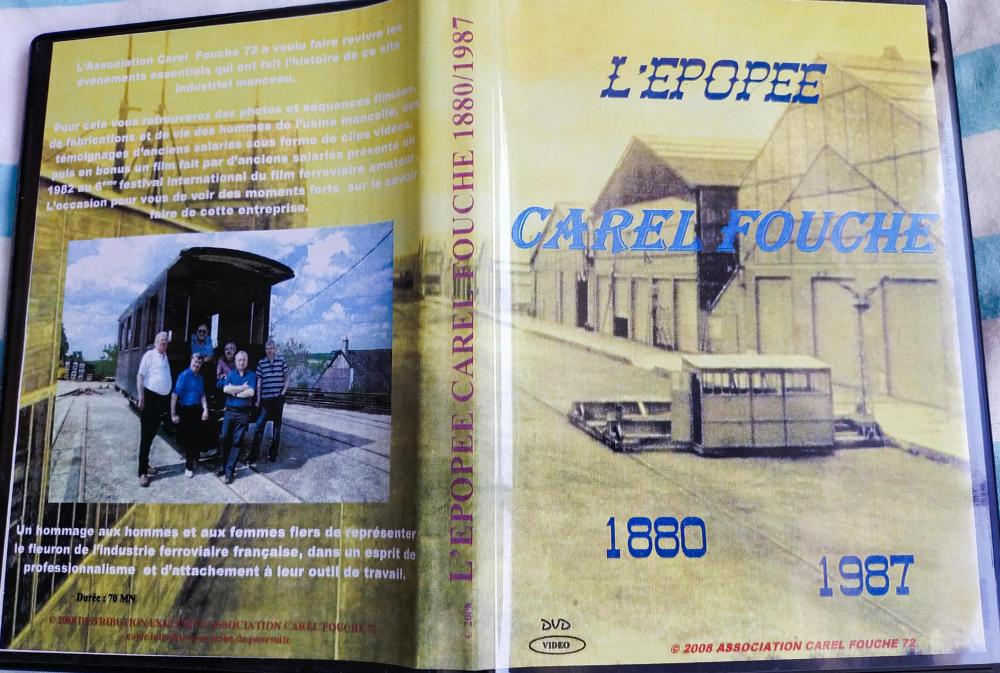 L'Association Carel Fouche 72 a voulu faire revivre les
évènements essentiels qui ont fait l'histoire de ce site
industriel manceau.
Pour cela vous retrouverez des photos et séquences filmées,
de fabrications et de vie des hommes de l'usine mancelle, des
témoignages d'anciens salariés sous forme de clips vidéos,
puis en bonus un film fait par d'anciens salariés présenté en
1982 au 6ème festival international du film ferroviaire amateur.
L'occasion pour vous de voir des moments forts sur le savoir
faire de cette entreprise.
Un hommage aux hommes et aux femmes fiers de représenter
le fleuron de l'industrie ferroviaire française, dans un esprit de
professionnalisme et d'attachement à leur outil de travail.
Durée : 70 MN
© 2008 DISTRIBUTION ASSOCIATION CAREL FOUCHE 72
L'EPOPEE CAREL FOUCHE 1880/1987
© 2008
L'EPOPEE
CAREL FOUCHE
1880
1987
DVD
VIDEO
© 2008 ASSOCIATION CAREL FOUCHE 72